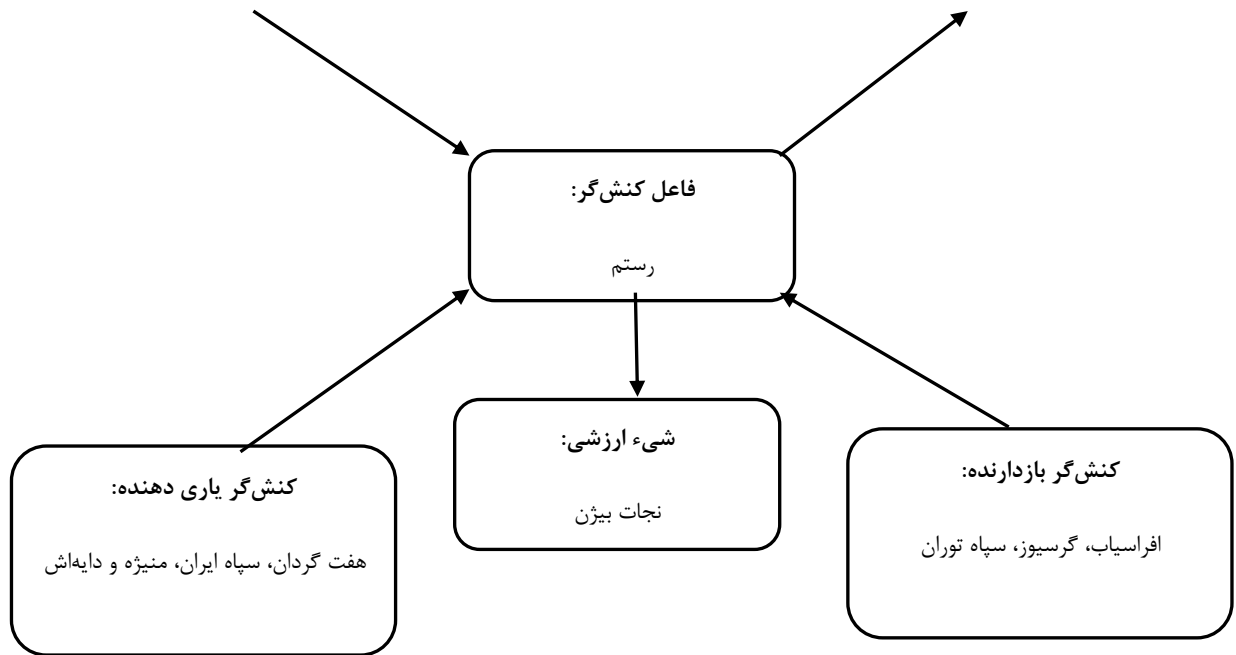 فاعل کنش‌گر:
رستم
شیء ارزشی:
نجات بیژن
کنش‌گر بازدارنده:
افراسیاب، گرسیوز، سپاه توران
کنش‌گر یاری دهنده:
هفت گردان، سپاه ایران، منیژه و دایه‌اش